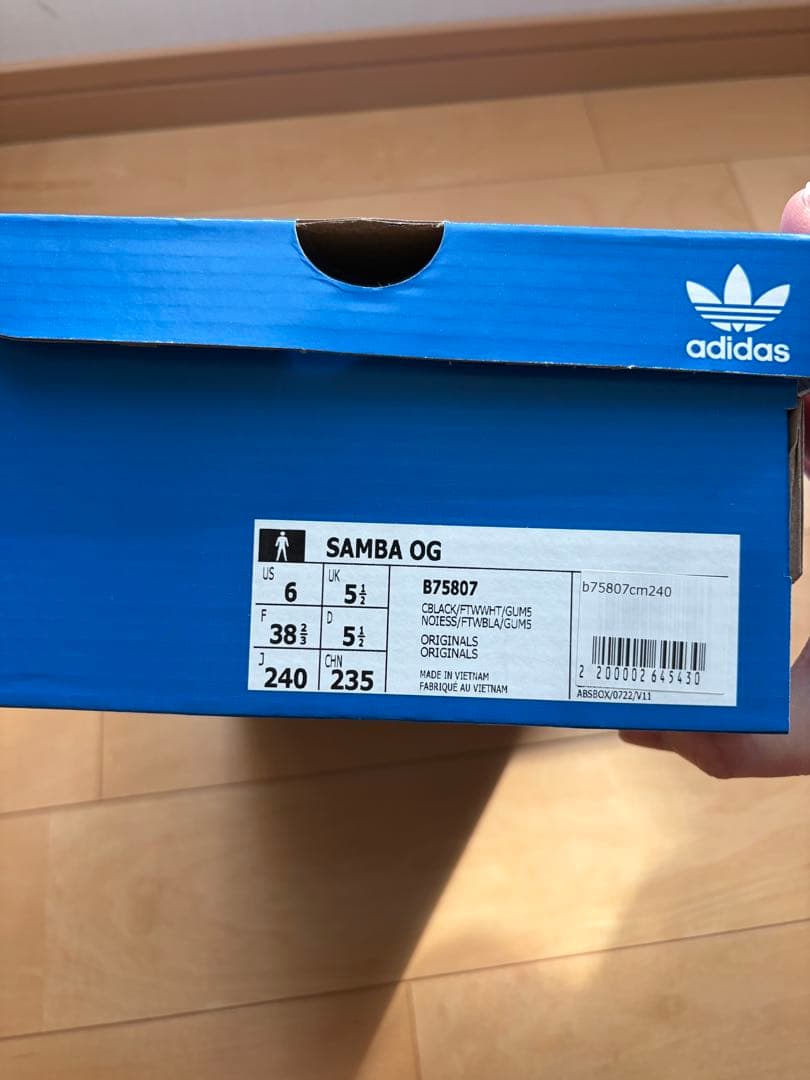 adidas
SAMBA OG
US 6 UK 5½
F 38⅔ D 5½
J 240 CHN 235
B75807
CBLACK/FTWWHT/GUM5
NOIESS/FTWBLA/GUM5
ORIGINALS
ORIGINALS
MADE IN VIETNAM
FABRIQUÉ AU VIETNAM
b75807cm240
2 200002 645430
ABSBOX/0722/V11